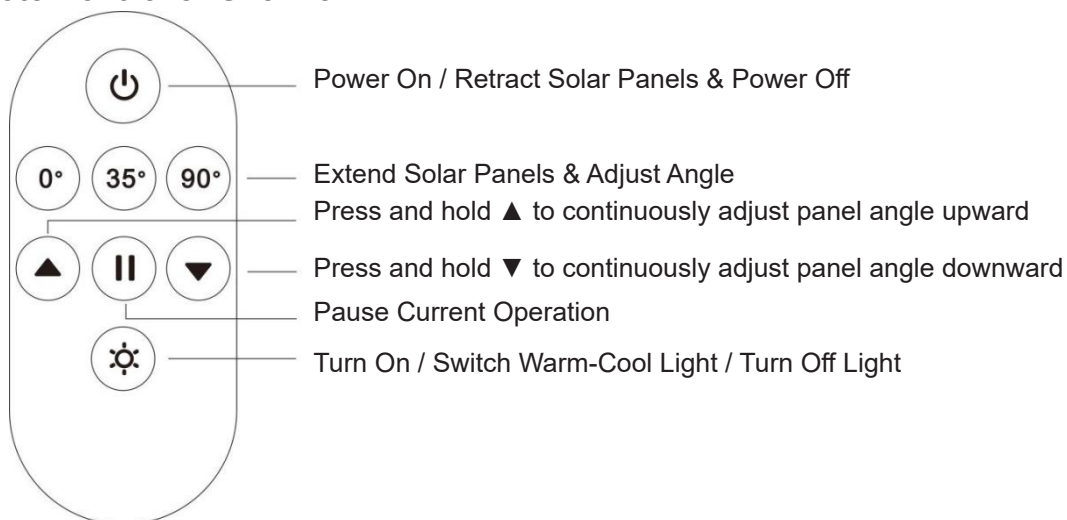 Power On / Retract Solar Panels & Power Off
0° 35° 90°
Extend Solar Panels & Adjust Angle
Press and hold ▲ to continuously adjust panel angle upward
Press and hold ▼ to continuously adjust panel angle downward
Pause Current Operation
Turn On / Switch Warm-Cool Light / Turn Off Light